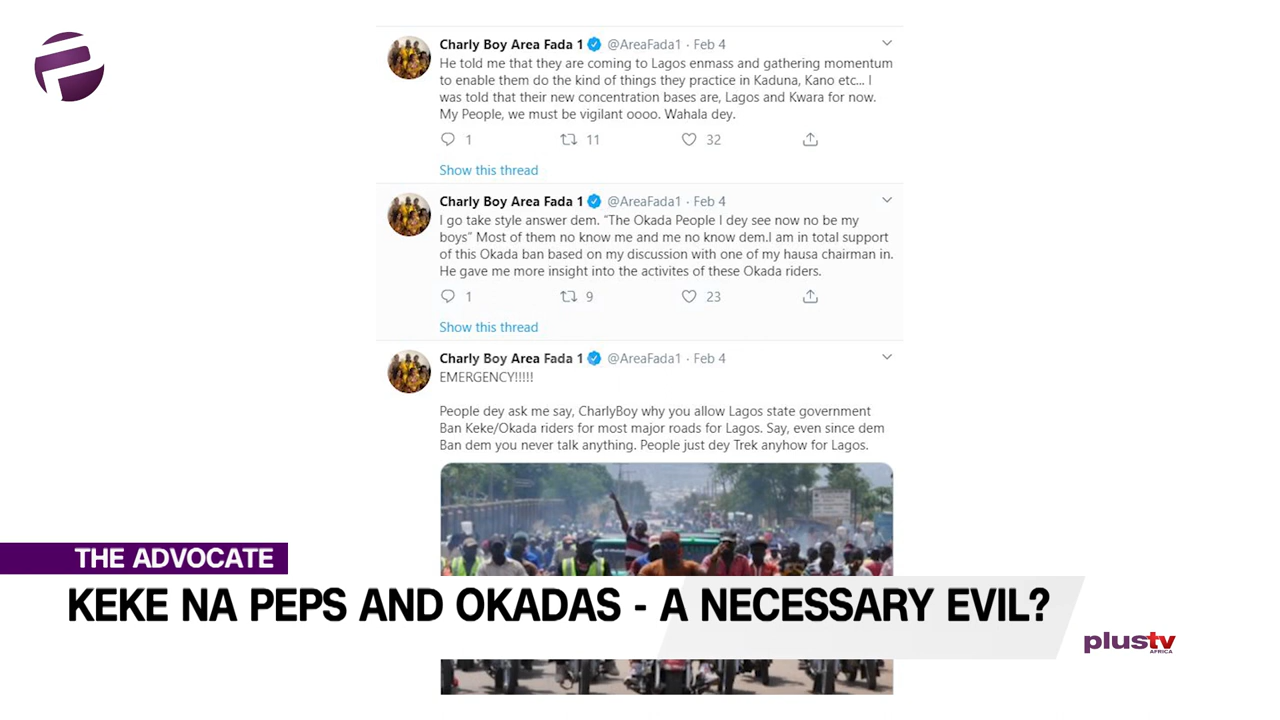 Charly Boy Area Fada 1 @AreaFada1 · Feb 4
He told me that they are coming to Lagos enmass and gathering momentum
to enable them do the kind of things they practice in Kaduna, Kano etc... I
was told that their new concentration bases are, Lagos and Kwara for now.
My People, we must be vigilant oooo. Wahala dey.
1 11 32
Show this thread
Charly Boy Area Fada 1 @AreaFada1 · Feb 4
I go take style answer dem. "The Okada People I dey see now no be my
boys" Most of them no know me and me no know dem.I am in total support
of this Okada ban based on my discussion with one of my hausa chairman in.
He gave me more insight into the activites of these Okada riders.
1 9 23
Show this thread
Charly Boy Area Fada 1 @AreaFada1 · Feb 4
EMERGENCY!!!!!
People dey ask me say, CharlyBoy why you allow Lagos state government
Ban Keke/Okada riders for most major roads for Lagos. Say, even since dem
Ban dem you never talk anything. People just dey Trek anyhow for Lagos.
THE ADVOCATE
KEKE NA PEPS AND OKADAS - A NECESSARY EVIL?
plustv
AFRICA